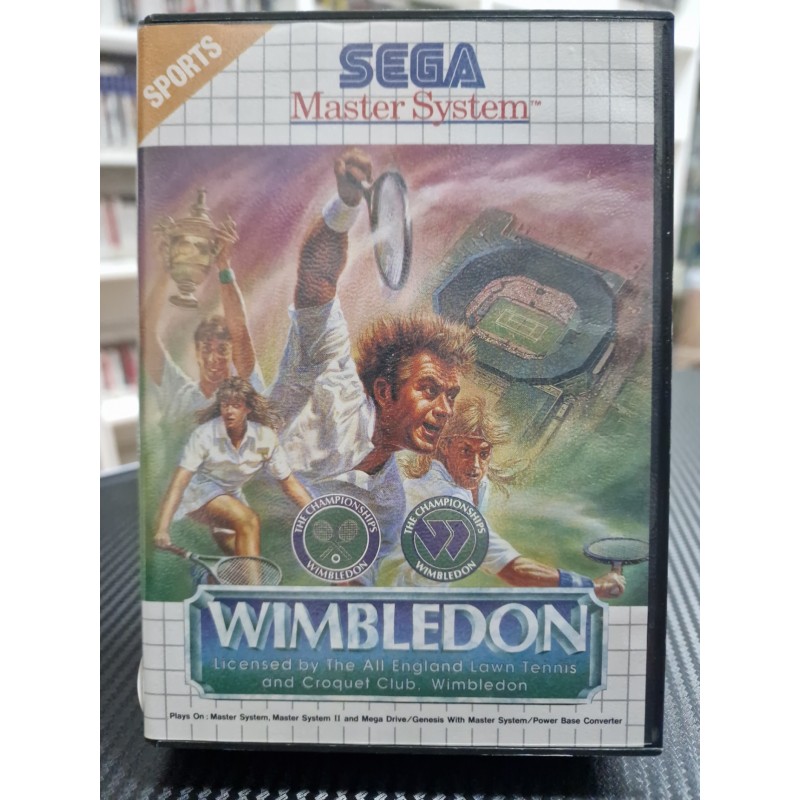 SPORTS
SEGA
Master System™
THE CHAMPIONSHIPS
WIMBLEDON
THE CHAMPIONSHIPS
WIMBLEDON
WIMBLEDON
Licensed by The All England Lawn Tennis
and Croquet Club, Wimbledon
Plays On : Master System, Master System II and Mega Drive/Genesis With Master System/Power Base Converter